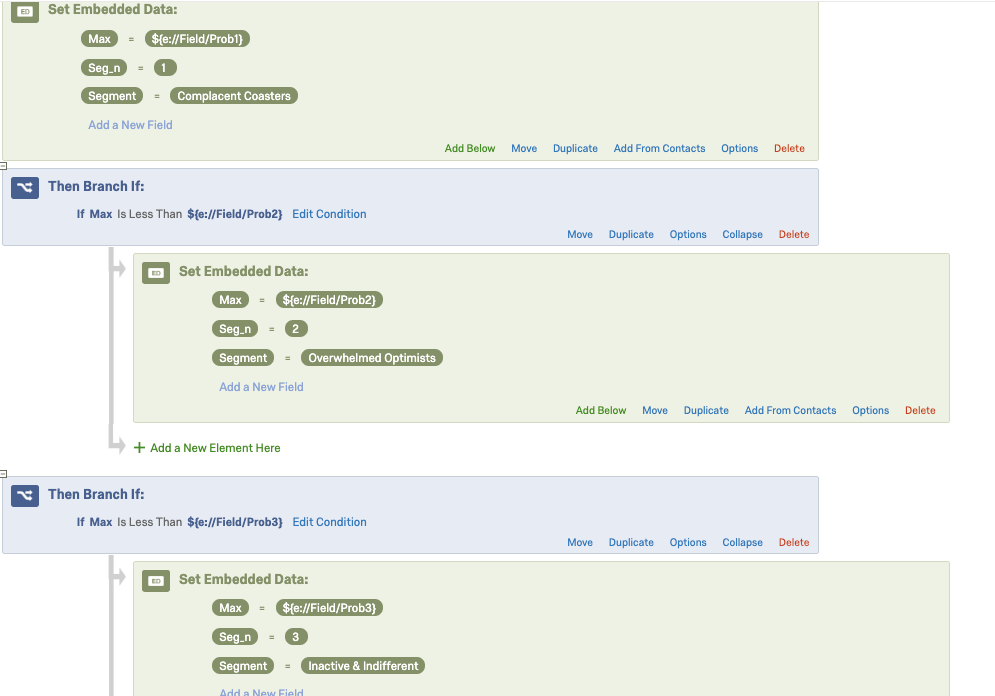 ED Set Embedded Data:
Max = ${e://Field/Prob1}
Seg_n = 1
Segment = Complacent Coasters
Add a New Field
Add Below Move Duplicate Add From Contacts Options Delete
Then Branch If:
If Max Is Less Than ${e://Field/Prob2} Edit Condition
Move Duplicate Options Collapse Delete
ED Set Embedded Data:
Max = ${e://Field/Prob2}
Seg_n = 2
Segment = Overwhelmed Optimists
Add a New Field
Add Below Move Duplicate Add From Contacts Options Delete
+ Add a New Element Here
Then Branch If:
If Max Is Less Than ${e://Field/Prob3} Edit Condition
Move Duplicate Options Collapse Delete
ED Set Embedded Data:
Max = ${e://Field/Prob3}
Seg_n = 3
Segment = Inactive & Indifferent
Add a New Field